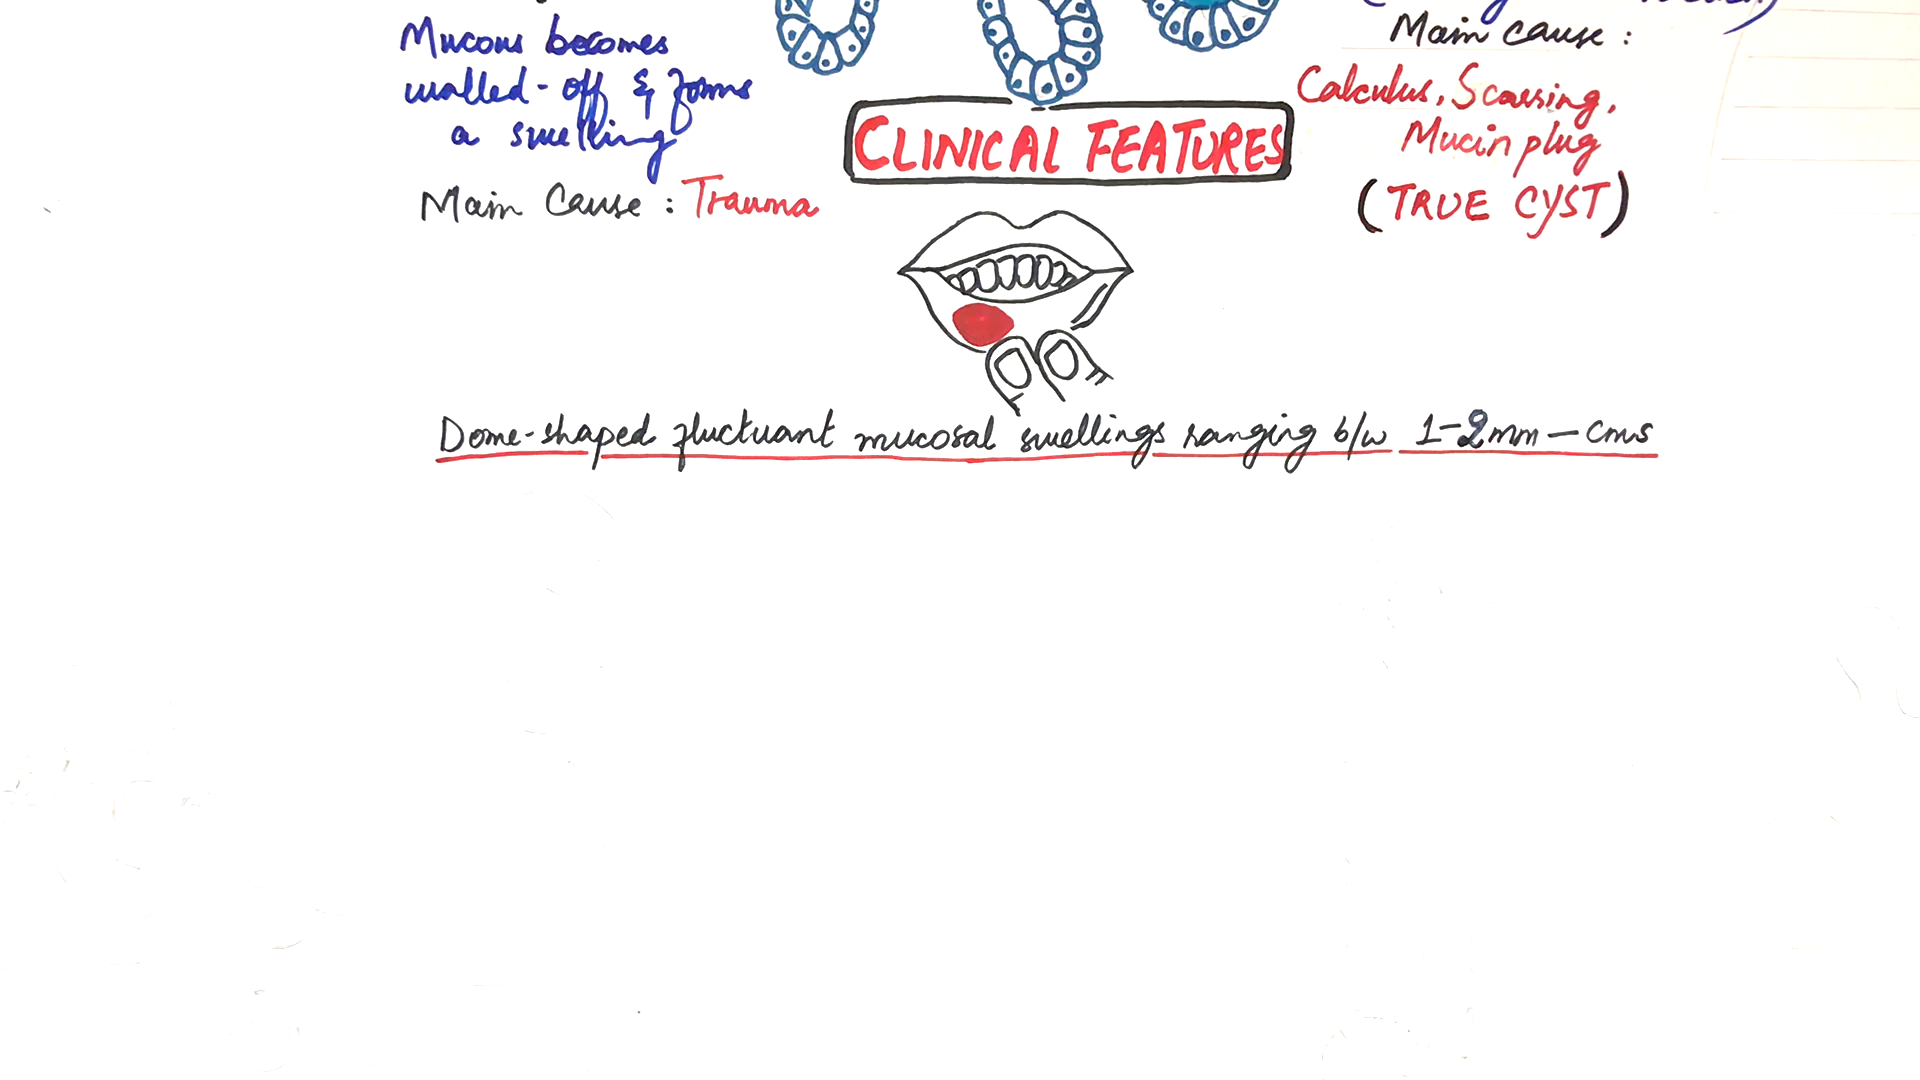 Mucous becomes
walled-off & forms
a swelling
Main Cause : Trauma
Main cause :
Calculus, Scarring,
Mucin plug
(TRUE CYST)
CLINICAL FEATURES
Dome-shaped fluctuant mucosal swellings ranging b/w 1-2mm – cms